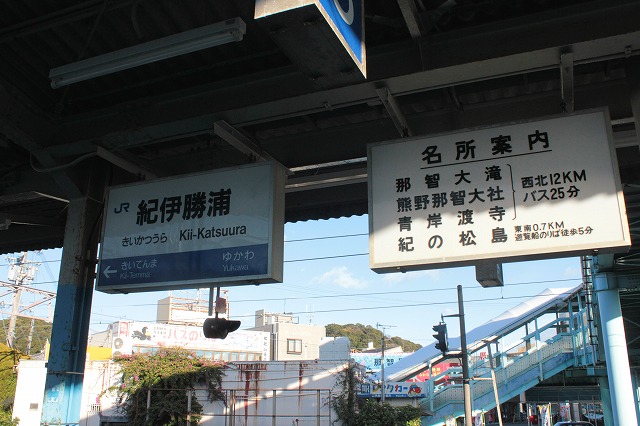 JR 紀伊勝浦
きいかつうら Kii-Katsuura
← きいてんま ゆかわ
Kii-Temma Yukawa
名所案内
那智大滝
熊野那智大社
青岸渡寺
西北12KM
バス25分
紀の松島 東南0.7KM
遊覧船のりば徒歩5分